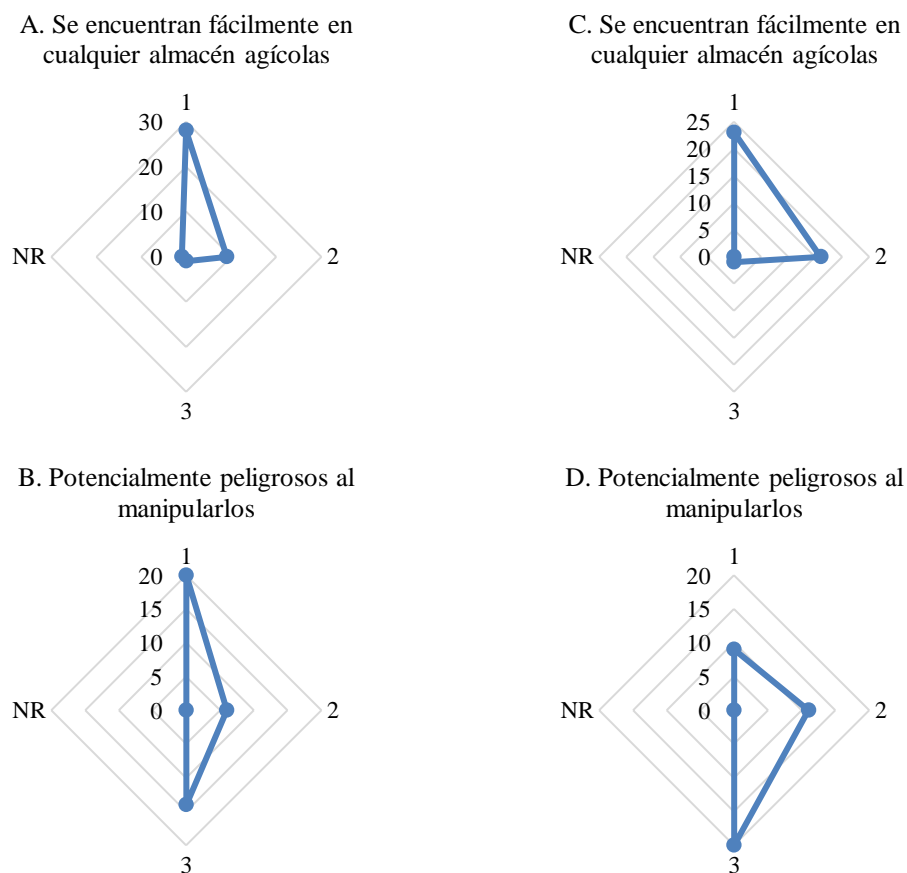 A. Se encuentran fácilmente en
cualquier almacén agícolas
1
30
20
10
0
NR
2
3
C. Se encuentran fácilmente en
cualquier almacén agícolas
1
25
20
15
10
5
0
NR
2
3
B. Potencialmente peligrosos al
manipularlos
1
20
15
10
5
0
NR
2
3
D. Potencialmente peligrosos al
manipularlos
1
20
15
10
5
0
NR
2
3